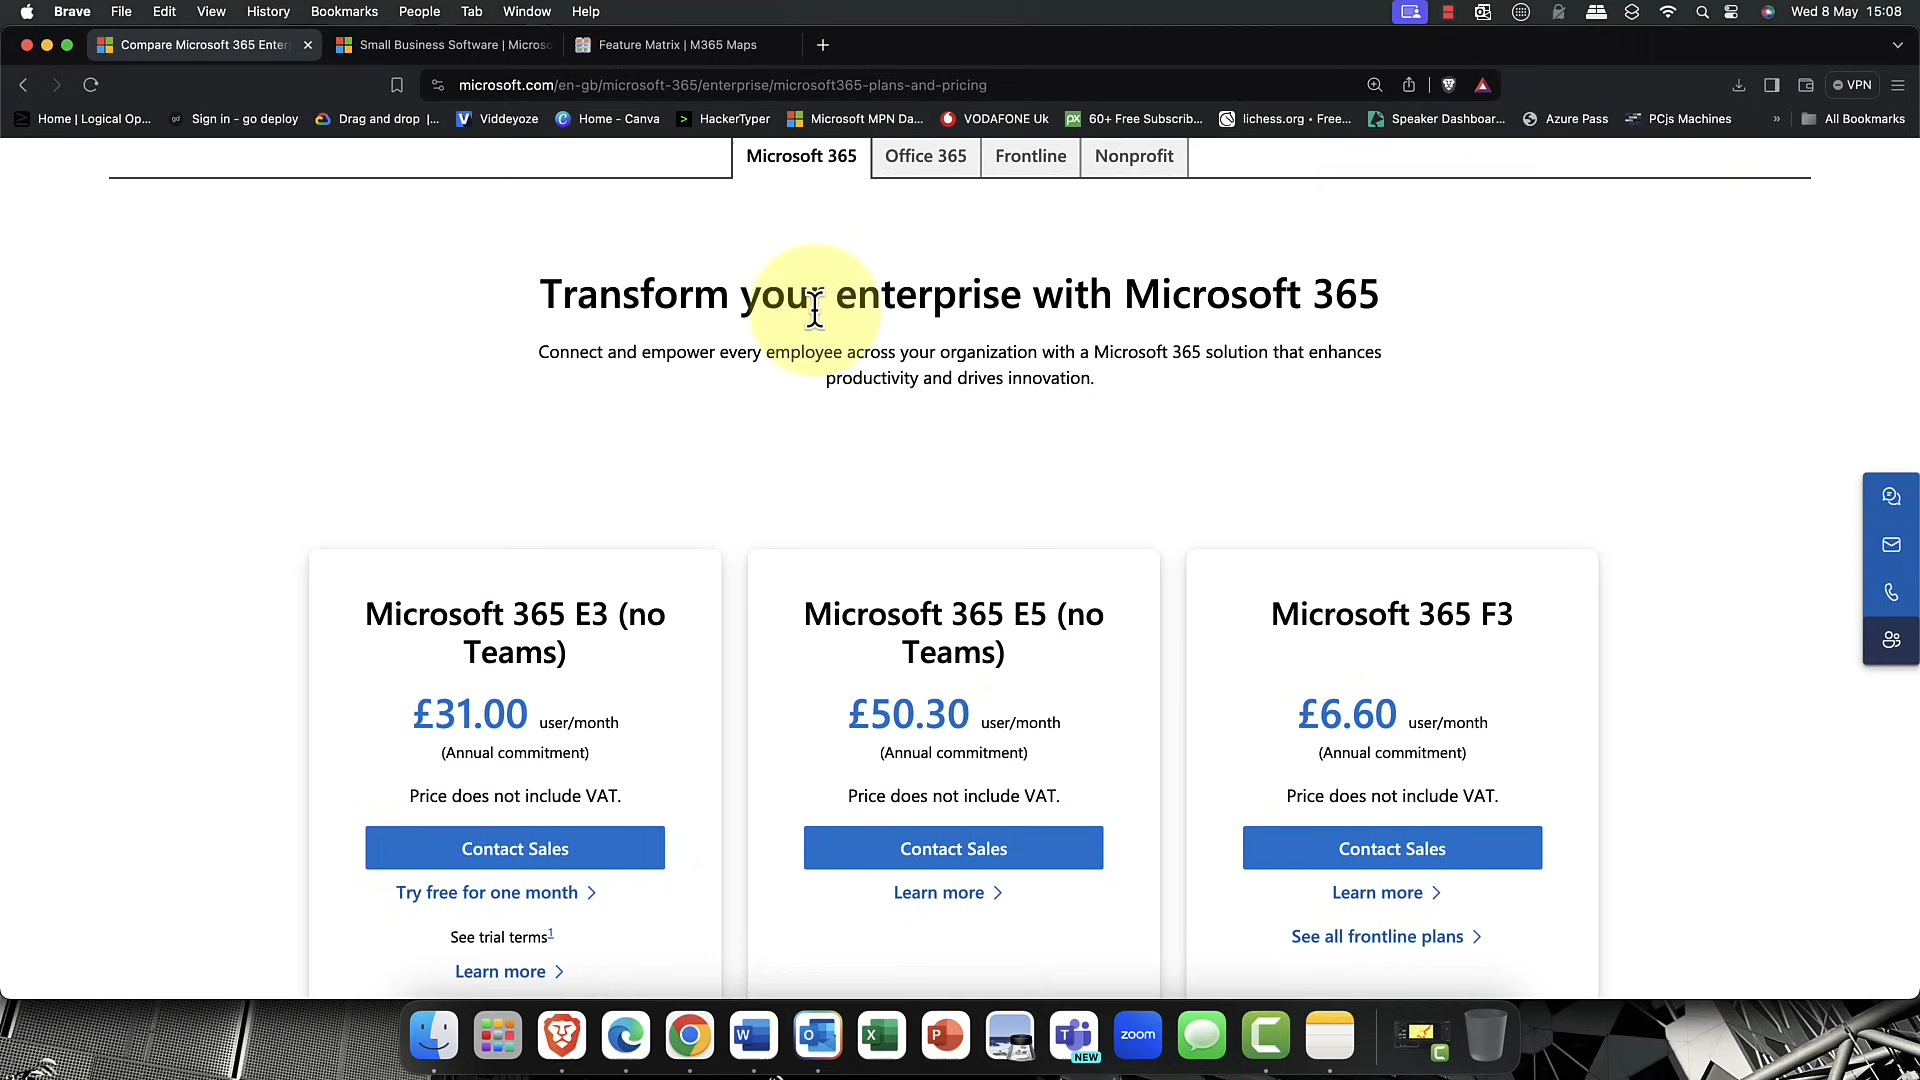 Brave File Edit View History Bookmarks People Tab Window Help Wed 8 May 15:08
Compare Microsoft 365 Enter Small Business Software | Micros Feature Matrix | M365 Maps
microsoft.com/en-gb/microsoft-365/enterprise/microsoft365-plans-and-pricing VPN
Home | Logical Op... Sign in - go deploy Drag and drop |... Viddeyoze Home - Canva HackerTyper Microsoft MPN Da... VODAFONE Uk 60+ Free Subscrib... lichess.org • Free... Speaker Dashboar... Azure Pass PCjs Machines » All Bookmarks
Microsoft 365 Office 365 Frontline Nonprofit
Transform your enterprise with Microsoft 365
Connect and empower every employee across your organization with a Microsoft 365 solution that enhances
productivity and drives innovation.
Microsoft 365 E3 (no
Teams)
£31.00 user/month
(Annual commitment)
Price does not include VAT.
Contact Sales
Try free for one month
See trial terms1
Learn more
Microsoft 365 E5 (no
Teams)
£50.30 user/month
(Annual commitment)
Price does not include VAT.
Contact Sales
Learn more
Microsoft 365 F3
£6.60 user/month
(Annual commitment)
Price does not include VAT.
Contact Sales
Learn more
See all frontline plans
zoom
NEW